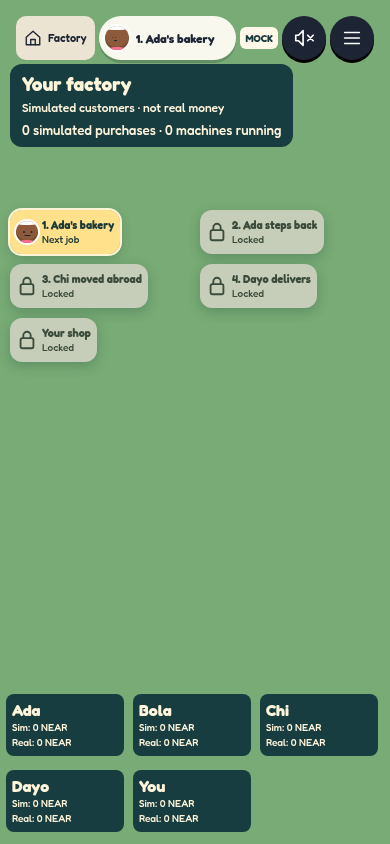 Factory
1. Ada's bakery
MOCK
Your factory
Simulated customers · not real money
0 simulated purchases · 0 machines running
1. Ada's bakery
Next job
2. Ada steps back
Locked
3. Chi moved abroad
Locked
4. Dayo delivers
Locked
Your shop
Locked
Ada
Sim: 0 NEAR
Real: 0 NEAR
Bola
Sim: 0 NEAR
Real: 0 NEAR
Chi
Sim: 0 NEAR
Real: 0 NEAR
Dayo
Sim: 0 NEAR
Real: 0 NEAR
You
Sim: 0 NEAR
Real: 0 NEAR